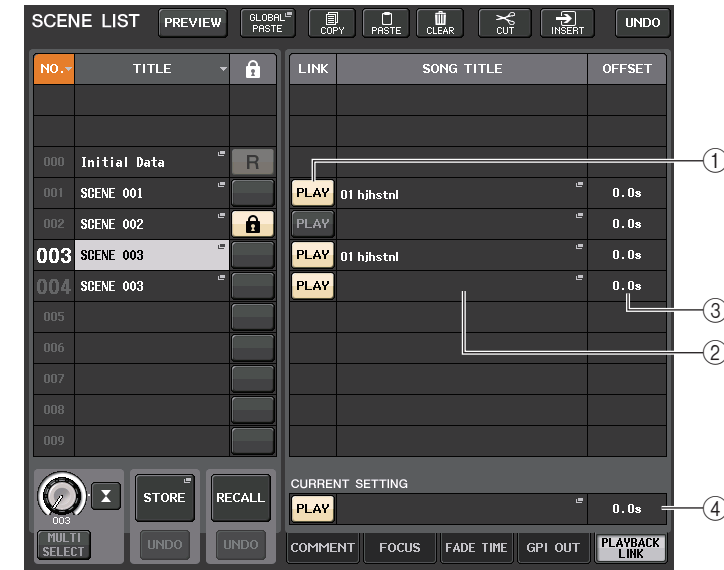 SCENE LIST PREVIEW GLOBAL PASTE COPY PASTE CLEAR CUT INSERT UNDO
NO. TITLE LINK SONG TITLE OFFSET
000 Initial Data R
1
001 SCENE 001 PLAY 01 hjhstnl 0.0s
002 SCENE 002 PLAY 0.0s
003 SCENE 003 PLAY 01 hjhstnl 0.0s
004 SCENE 003 PLAY 0.0s
3
005
006
2
007
008
009
CURRENT SETTING
STORE RECALL
PLAY 0.0s
4
003
MULTI SELECT UNDO UNDO
COMMENT FOCUS FADE TIME GPI OUT PLAYBACK LINK